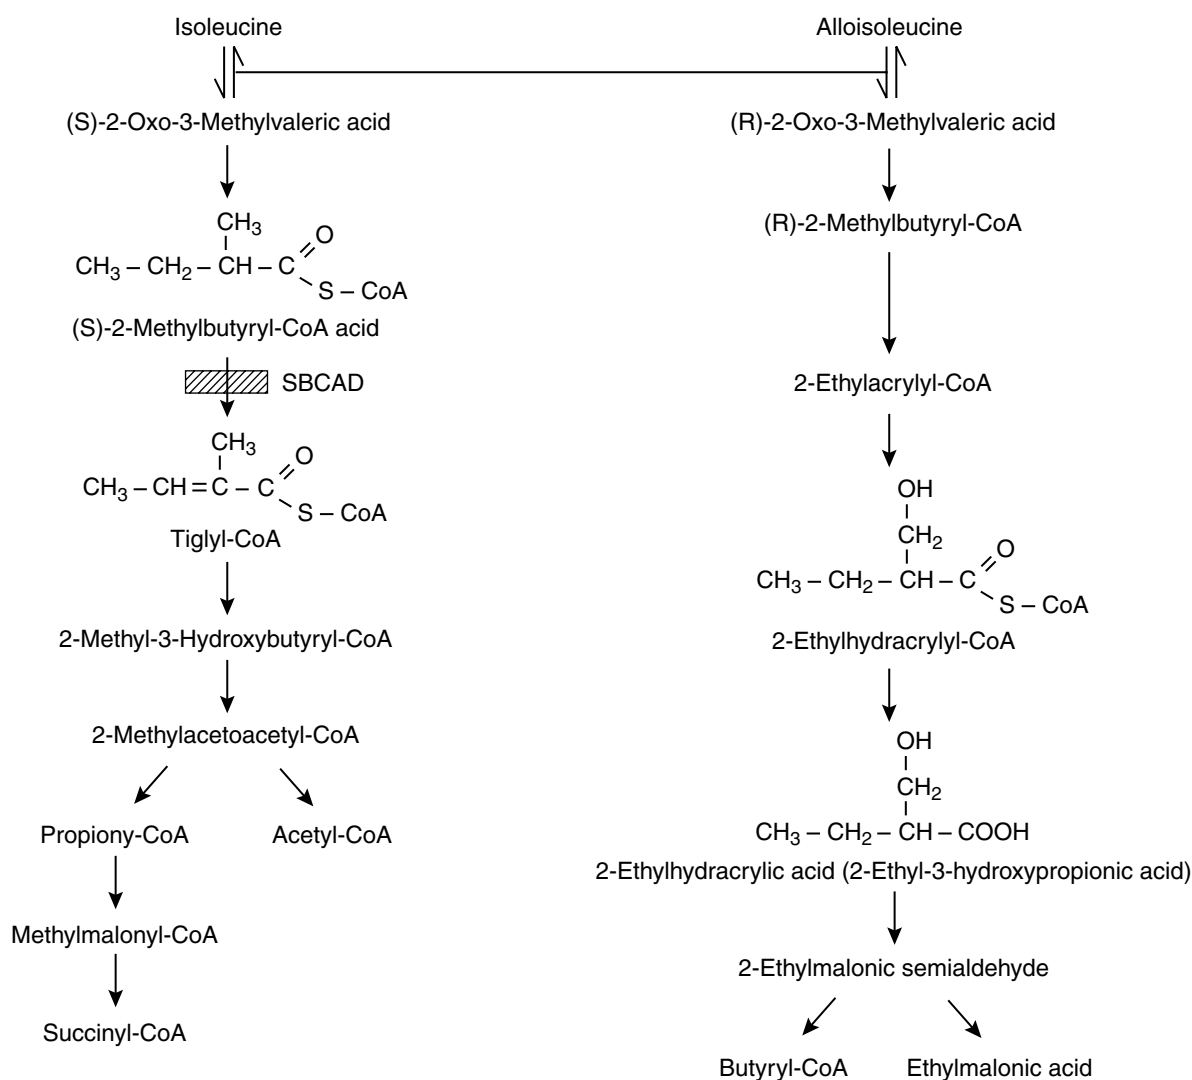 Isoleucine
Alloisoleucine
(S)-2-Oxo-3-Methylvaleric acid
(R)-2-Oxo-3-Methylvaleric acid
CH3
O
CH3 – CH2 – CH – C
S – CoA
(S)-2-Methylbutyryl-CoA acid
(R)-2-Methylbutyryl-CoA
SBCAD
2-Ethylacrylyl-CoA
CH3
O
CH3 – CH = C – C
S – CoA
Tiglyl-CoA
OH
CH2
O
CH3 – CH2 – CH – C
S – CoA
2-Ethylhydracrylyl-CoA
2-Methyl-3-Hydroxybutyryl-CoA
2-Methylacetoacetyl-CoA
OH
CH2
CH3 – CH2 – CH – COOH
2-Ethylhydracrylic acid (2-Ethyl-3-hydroxypropionic acid)
Propiony-CoA
Acetyl-CoA
Methylmalonyl-CoA
2-Ethylmalonic semialdehyde
Succinyl-CoA
Butyryl-CoA
Ethylmalonic acid